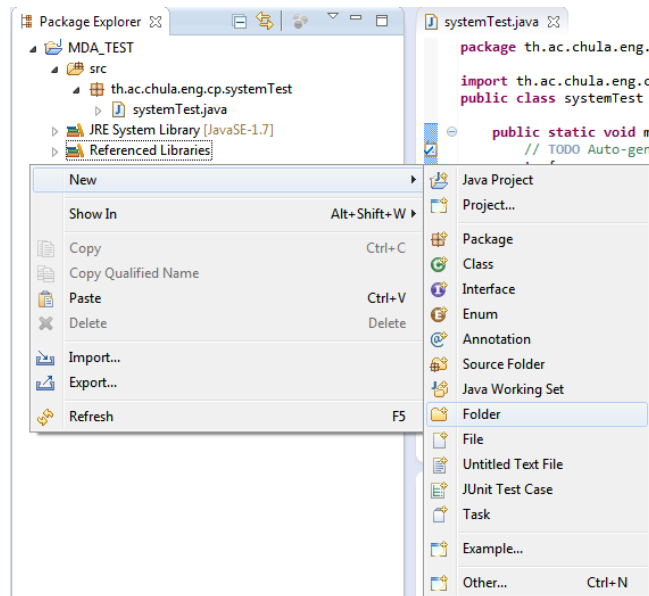 Package Explorer
MDA_TEST
src
th.ac.chula.eng.cp.systemTest
systemTest.java
JRE System Library [JavaSE-1.7]
Referenced Libraries
systemTest.java
package th.ac.chula.eng.
import th.ac.chula.eng.c
public class systemTest
public static void m
// TODO Auto-gen
New
Show In Alt+Shift+W
Copy Ctrl+C
Copy Qualified Name
Paste Ctrl+V
Delete Delete
Import...
Export...
Refresh F5
Java Project
Project...
Package
Class
Interface
Enum
Annotation
Source Folder
Java Working Set
Folder
File
Untitled Text File
JUnit Test Case
Task
Example...
Other... Ctrl+N